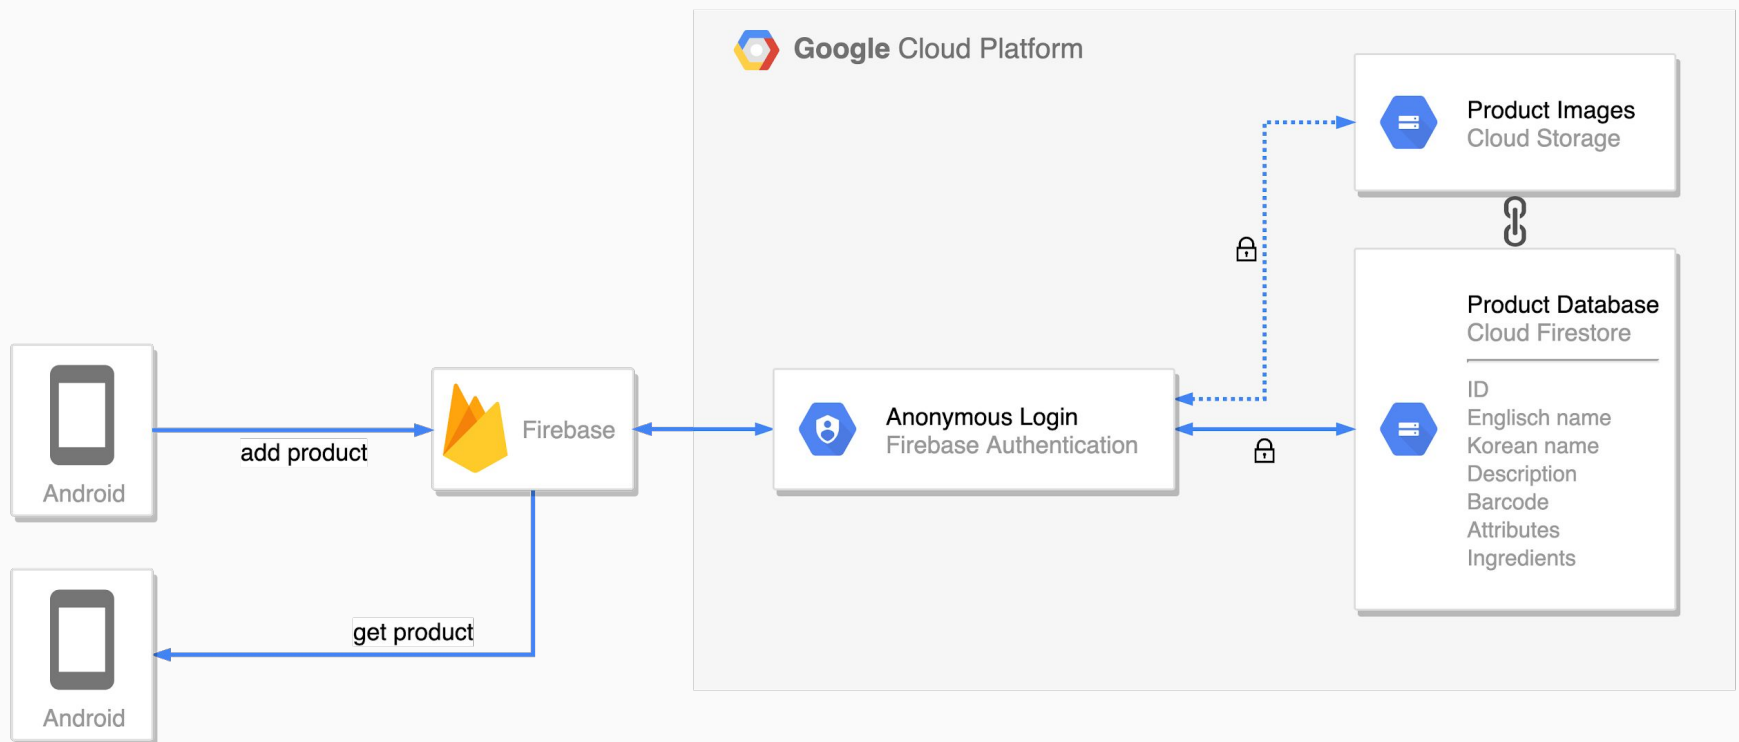 Google Cloud Platform
Product Images
Cloud Storage
Product Database
Cloud Firestore
ID
Englisch name
Korean name
Description
Barcode
Attributes
Ingredients
Anonymous Login
Firebase Authentication
Firebase
add product
Android
get product
Android